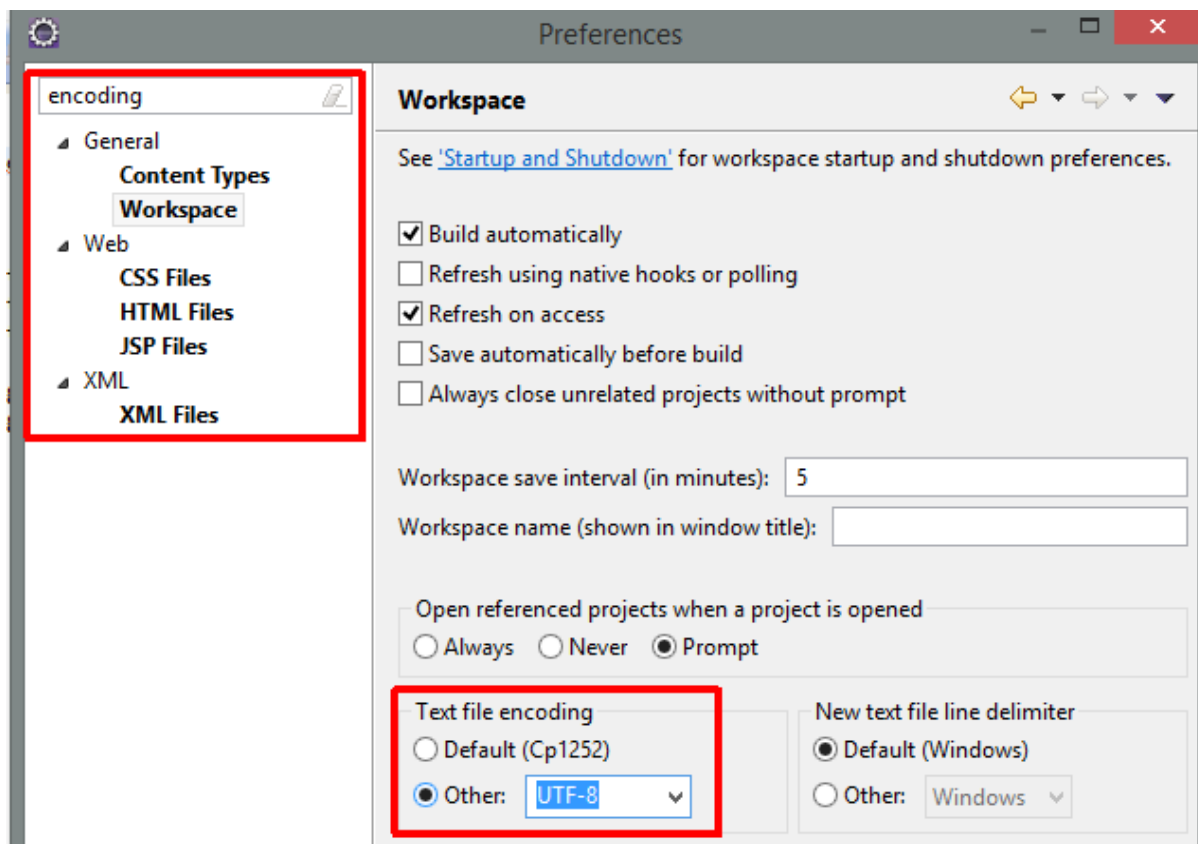 Preferences
encoding
General
Content Types
Workspace
Web
CSS Files
HTML Files
JSP Files
XML
XML Files
Workspace
See 'Startup and Shutdown' for workspace startup and shutdown preferences.
Build automatically
Refresh using native hooks or polling
Refresh on access
Save automatically before build
Always close unrelated projects without prompt
Workspace save interval (in minutes): 5
Workspace name (shown in window title):
Open referenced projects when a project is opened
Always Never Prompt
Text file encoding
Default (Cp1252)
Other: UTF-8
New text file line delimiter
Default (Windows)
Other: Windows